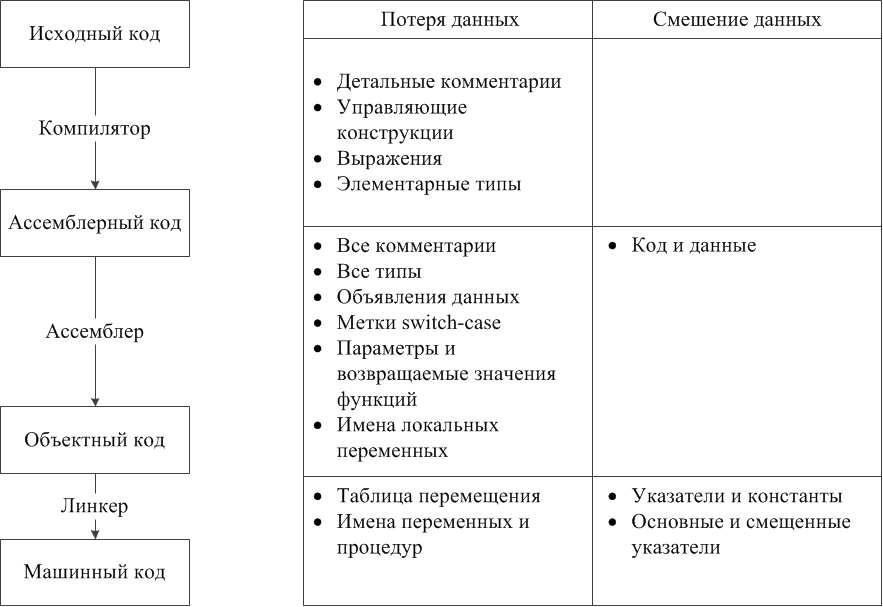 Исходный код
Компилятор
Ассемблерный код
Ассемблер
Объектный код
Линкер
Машинный код
Потеря данных
Смешение данных
• Детальные комментарии
• Управляющие
конструкции
• Выражения
• Элементарные типы
• Все комментарии
• Все типы
• Объявления данных
• Метки switch-case
• Параметры и
возвращаемые значения
функций
• Имена локальных
переменных
• Код и данные
• Таблица перемещения
• Имена переменных и
процедур
• Указатели и константы
• Основные и смещенные
указатели